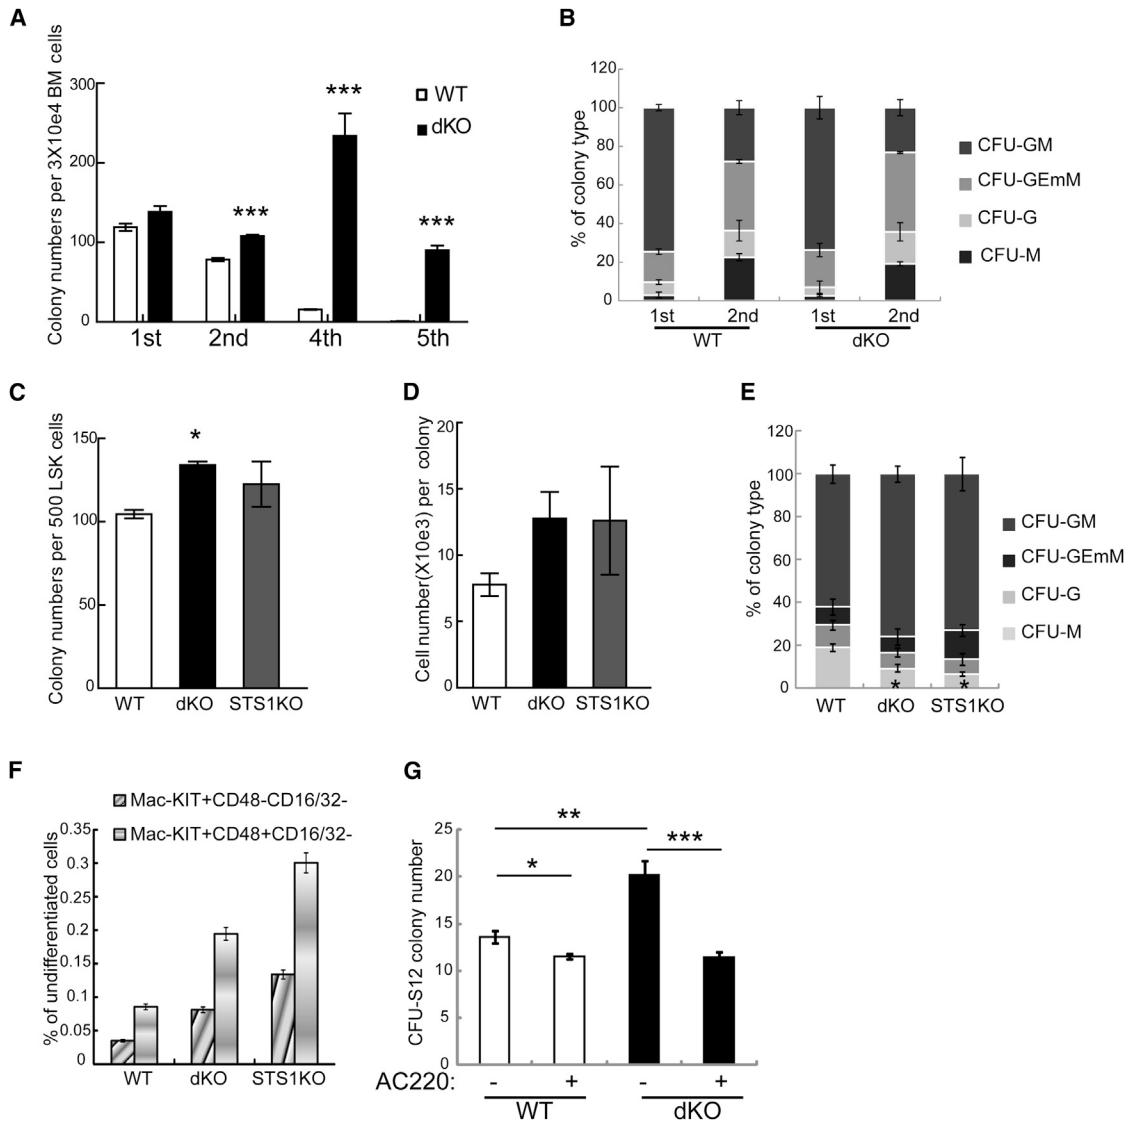 A
Colony numbers per 3X10e4 BM cells
300
200
100
0
***
***
***
WT
dKO
1st 2nd 4th 5th
B
% of colony type
120
100
80
60
40
20
0
CFU-GM
CFU-GEmM
CFU-G
CFU-M
1st 2nd 1st 2nd
WT dKO
C
Colony numbers per 500 LSK cells
150
100
50
0
*
WT dKO STS1KO
D
Cell number(X10e3) per colony
20
15
10
5
0
WT dKO STS1KO
E
% of colony type
120
100
80
60
40
20
0
* *
CFU-GM
CFU-GEmM
CFU-G
CFU-M
WT dKO STS1KO
F
Mac-KIT+CD48-CD16/32-
Mac-KIT+CD48+CD16/32-
% of undifferentiated cells
0.35
0.3
0.25
0.2
0.15
0.1
0.05
0
WT dKO STS1KO
G
CFU-S12 colony number
25
20
15
10
5
0
**
*
***
AC220: - + - +
WT dKO